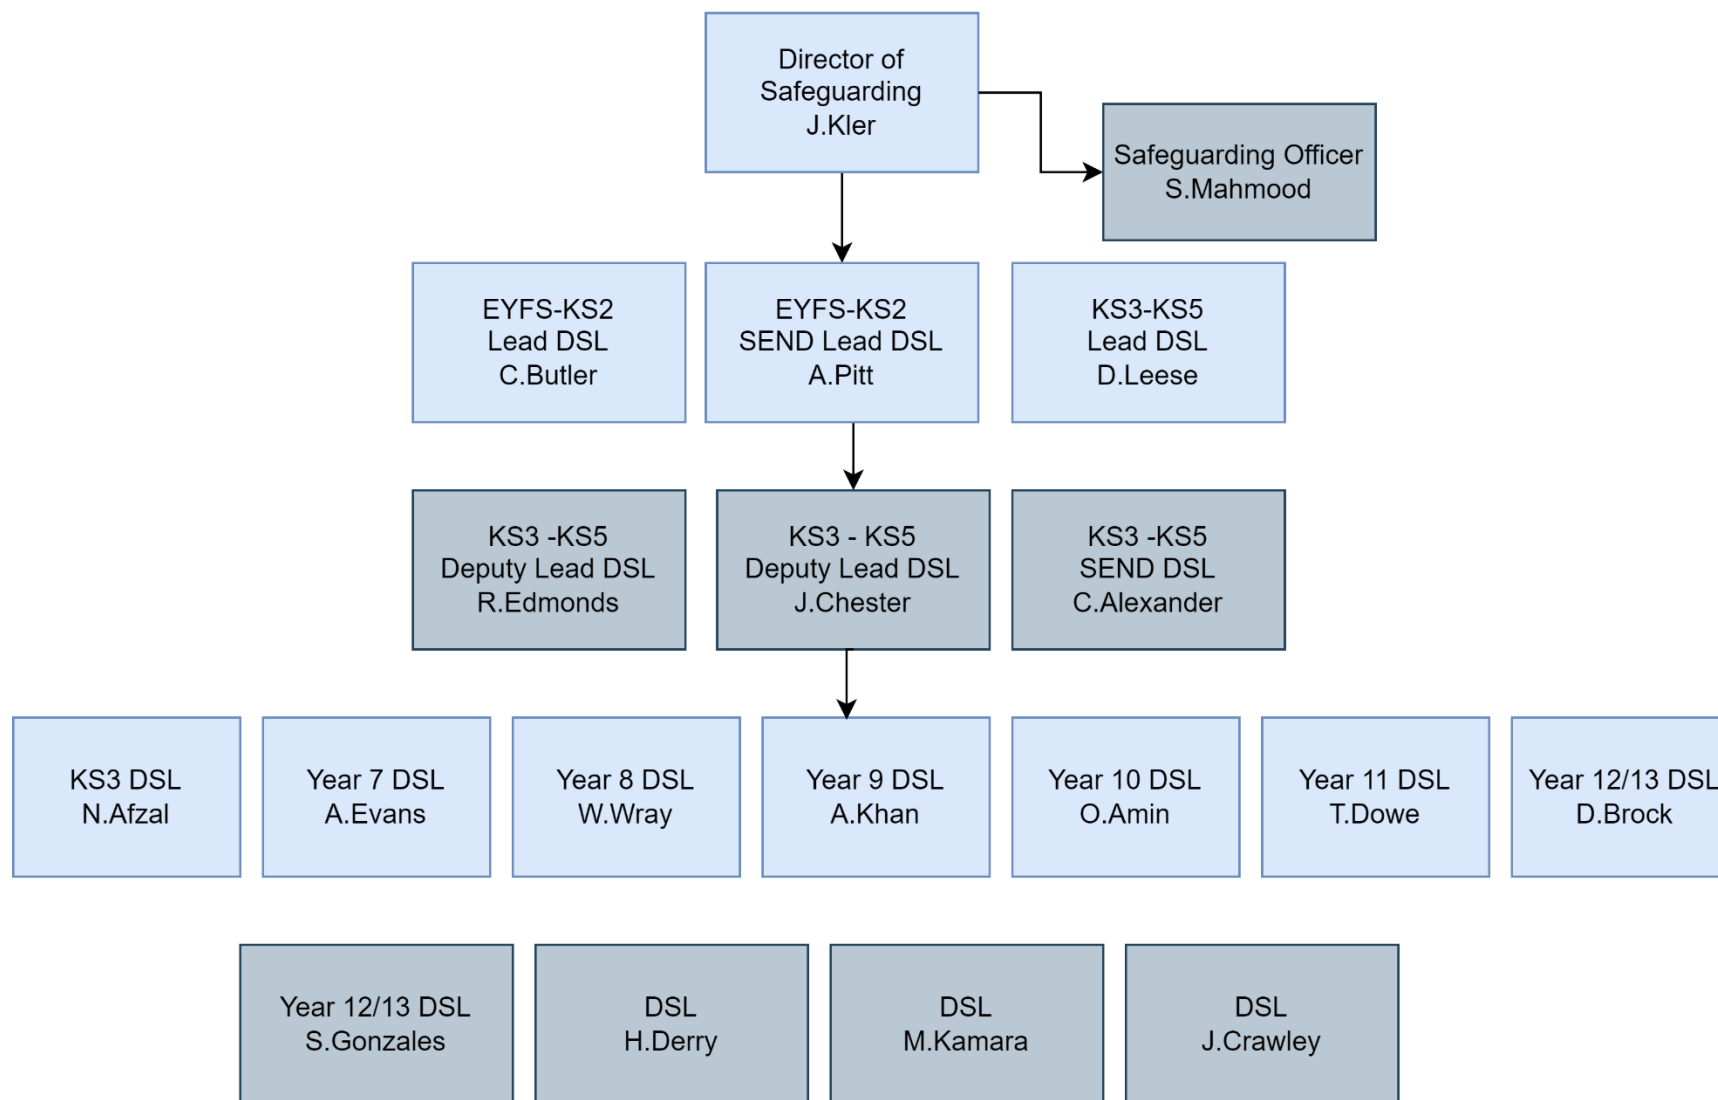 Director of
Safeguarding
J.Kler
Safeguarding Officer
S.Mahmood
EYFS-KS2
Lead DSL
C.Butler
EYFS-KS2
SEND Lead DSL
A.Pitt
KS3-KS5
Lead DSL
D.Leese
KS3 -KS5
Deputy Lead DSL
R.Edmonds
KS3 - KS5
Deputy Lead DSL
J.Chester
KS3 -KS5
SEND DSL
C.Alexander
KS3 DSL
N.Afzal
Year 7 DSL
A.Evans
Year 8 DSL
W.Wray
Year 9 DSL
A.Khan
Year 10 DSL
O.Amin
Year 11 DSL
T.Dowe
Year 12/13 DSL
D.Brock
Year 12/13 DSL
S.Gonzales
DSL
H.Derry
DSL
M.Kamara
DSL
J.Crawley